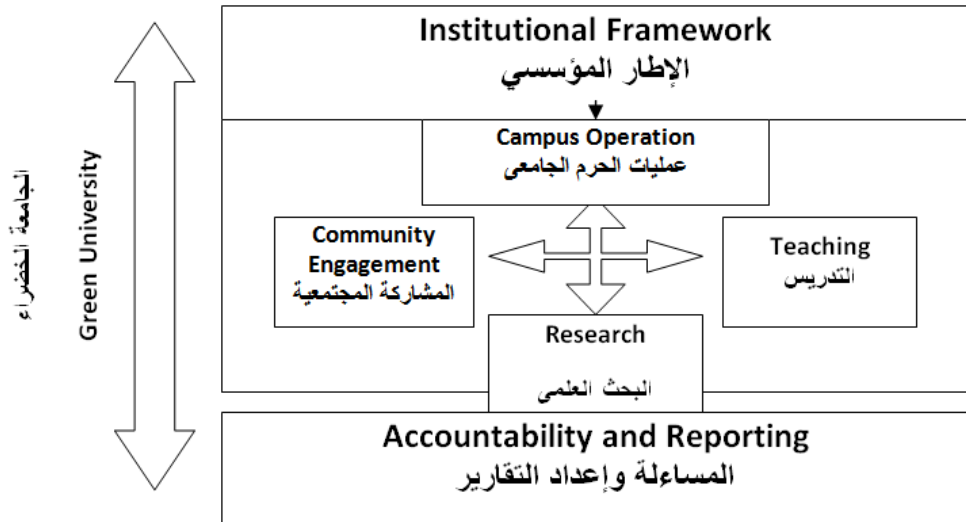 Institutional Framework
الإطار المؤسسي
Campus Operation
عمليات الحرم الجامعى
Community
Engagement
المشاركة المجتمعية
Teaching
التدريس
Research
البحث العلمى
Accountability and Reporting
المساءلة وإعداد التقارير
Green University
الجامعة الخضراء